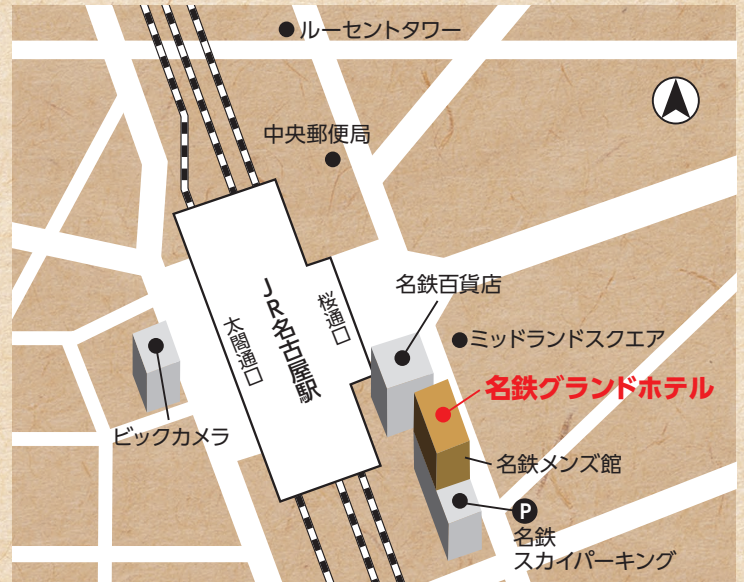 ルーセントタワー
中央郵便局
名鉄百貨店
桜通口
JR名古屋駅
太閤通口
ミッドランドスクエア
名鉄グランドホテル
ビックカメラ
名鉄メンズ館
P
名鉄
スカイパーキング